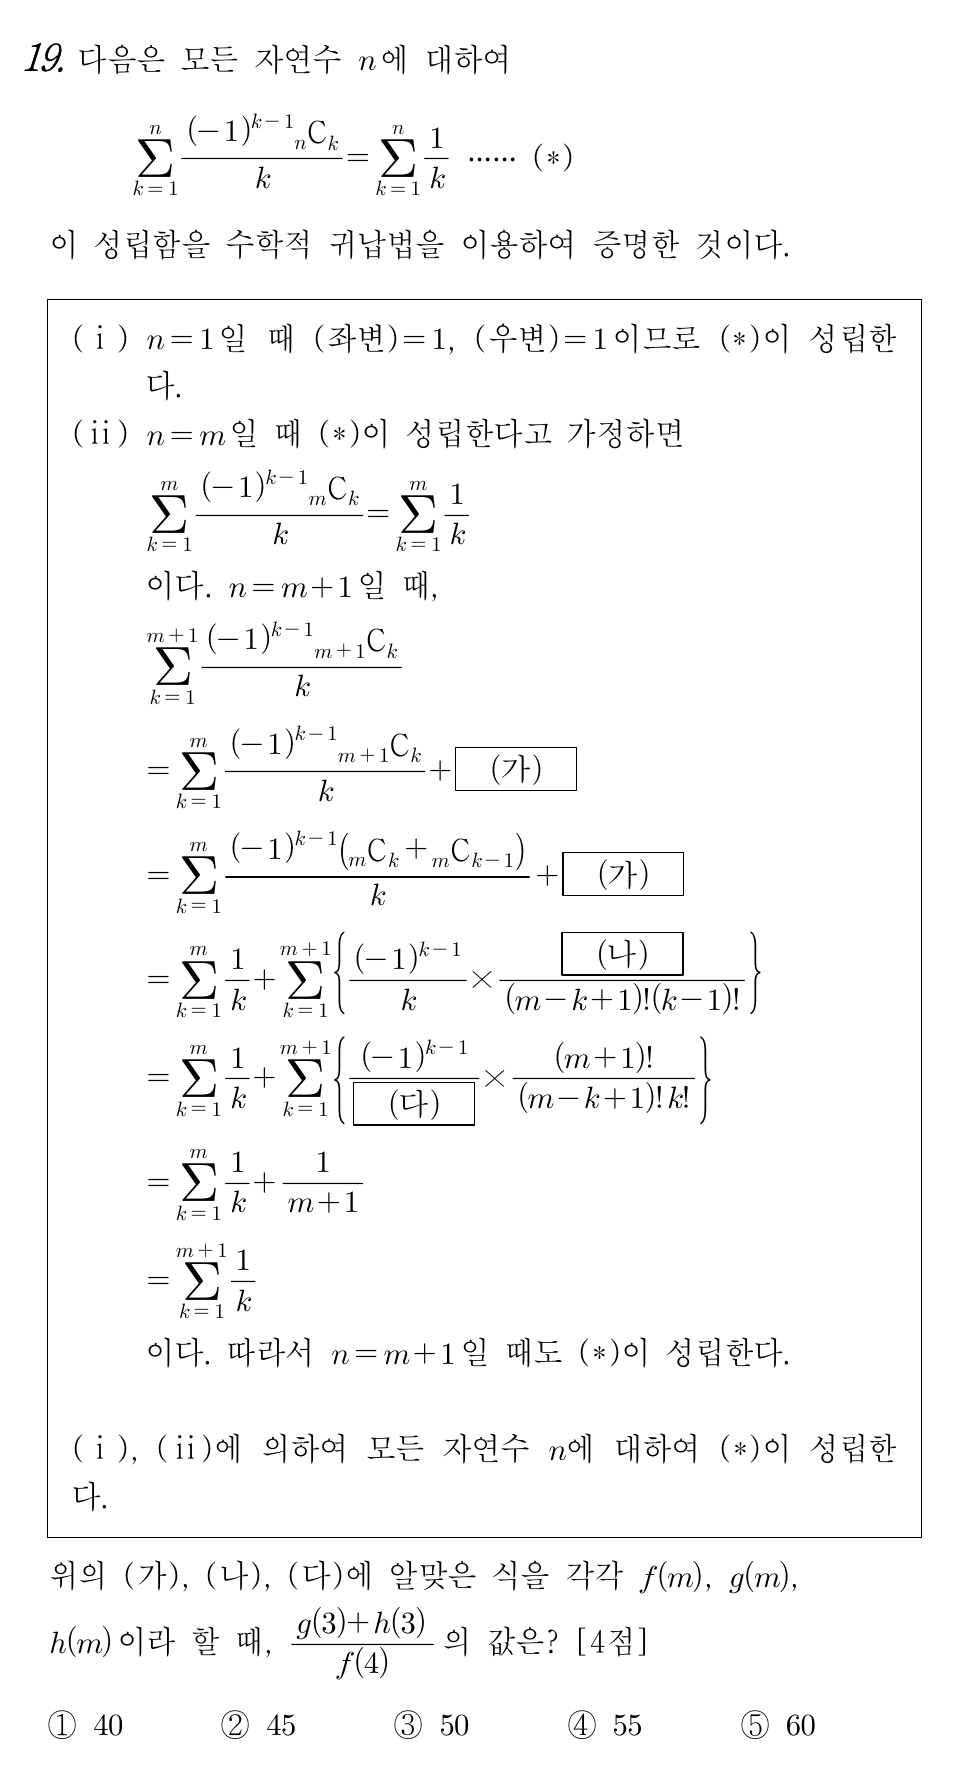 19. 다음은 모든 자연수 n에 대하여
$\sum_{k=1}^{n} \frac{(-1)^{k-1} {}_{n}C_{k}}{k} = \sum_{k=1}^{n} \frac{1}{k}$ ······ (*)
이 성립함을 수학적 귀납법을 이용하여 증명한 것이다.
(ⅰ) n=1일 때 (좌변)=1, (우변)=1이므로 (*)이 성립한
다.
(ⅱ) n=m일 때 (*)이 성립한다고 가정하면
$\sum_{k=1}^{m} \frac{(-1)^{k-1} {}_{m}C_{k}}{k} = \sum_{k=1}^{m} \frac{1}{k}$
이다. n=m+1일 때,
$\sum_{k=1}^{m+1} \frac{(-1)^{k-1} {}_{m+1}C_{k}}{k}$
$= \sum_{k=1}^{m} \frac{(-1)^{k-1} {}_{m+1}C_{k}}{k} +$ (가)
$= \sum_{k=1}^{m} \frac{(-1)^{k-1} ({}_{m}C_{k} + {}_{m}C_{k-1})}{k} +$ (가)
$= \sum_{k=1}^{m} \frac{1}{k} + \sum_{k=1}^{m+1} \left\{ \frac{(-1)^{k-1}}{k} \times \frac{(나)}{(m-k+1)!(k-1)!} \right\}$
$= \sum_{k=1}^{m} \frac{1}{k} + \sum_{k=1}^{m+1} \left\{ \frac{(-1)^{k-1}}{(다)} \times \frac{(m+1)!}{(m-k+1)!k!} \right\}$
$= \sum_{k=1}^{m} \frac{1}{k} + \frac{1}{m+1}$
$= \sum_{k=1}^{m+1} \frac{1}{k}$
이다. 따라서 n=m+1일 때도 (*)이 성립한다.
(ⅰ), (ⅱ)에 의하여 모든 자연수 n에 대하여 (*)이 성립한
다.
위의 (가), (나), (다)에 알맞은 식을 각각 f(m), g(m),
h(m)이라 할 때, $\frac{g(3)+h(3)}{f(4)}$의 값은? [4점]
① 40 ② 45 ③ 50 ④ 55 ⑤ 60